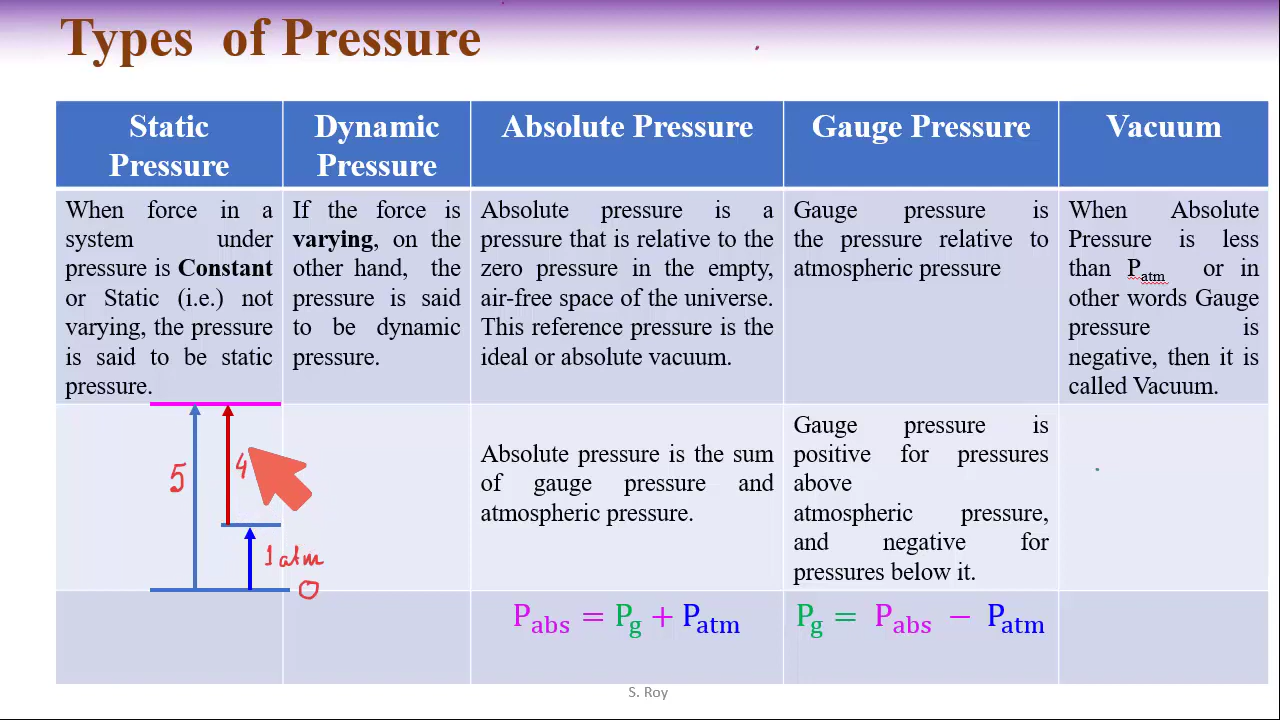 Types of Pressure
Static
Pressure
Dynamic
Pressure
Absolute Pressure
Gauge Pressure
Vacuum
When force in a
system under
pressure is Constant
or Static (i.e.) not
varying, the pressure
is said to be static
pressure.
If the force is
varying, on the
other hand, the
pressure is said
to be dynamic
pressure.
Absolute pressure is a
pressure that is relative to the
zero pressure in the empty,
air-free space of the universe.
This reference pressure is the
ideal or absolute vacuum.
Gauge pressure is
the pressure relative to
atmospheric pressure
When Absolute
Pressure is less
than Patm or in
other words Gauge
pressure is
negative, then it is
called Vacuum.
5
4
1 atm
0
Absolute pressure is the sum
of gauge pressure and
atmospheric pressure.
Gauge pressure is
positive for pressures
above
atmospheric pressure,
and negative for
pressures below it.
Pabs = Pg + Patm
Pg = Pabs − Patm
S. Roy